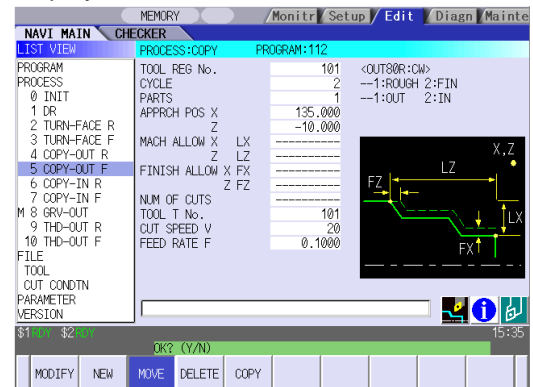 MEMORY Monitr Setup Edit Diagn Mainte
NAVI MAIN CHECKER
LIST VIEW PROCESS:COPY PROGRAM:112
PROGRAM TOOL REG No. 101 <OUT80R:CW>
PROCESS CYCLE 2 --1:ROUGH 2:FIN
0 INIT PARTS 1 --1:OUT 2:IN
1 DR APPRCH POS X 135.000
2 TURN-FACE R Z -10.000
3 TURN-FACE F MACH ALLOW X LX ----------
4 COPY-OUT R Z LZ ----------
5 COPY-OUT F FINISH ALLOW X FX ----------
6 COPY-IN R Z FZ ----------
7 COPY-IN F NUM OF CUTS ----------
M 8 GRV-OUT TOOL T No. 101
9 THD-OUT R CUT SPEED V 20
10 THD-OUT F FEED RATE F 0.1000
FILE
TOOL
CUT CONDTN
PARAMETER
VERSION
X,Z
LZ
FZ
LX
FX
$1RDY $2RDY 15:35
OK? (Y/N)
MODIFY NEW MOVE DELETE COPY